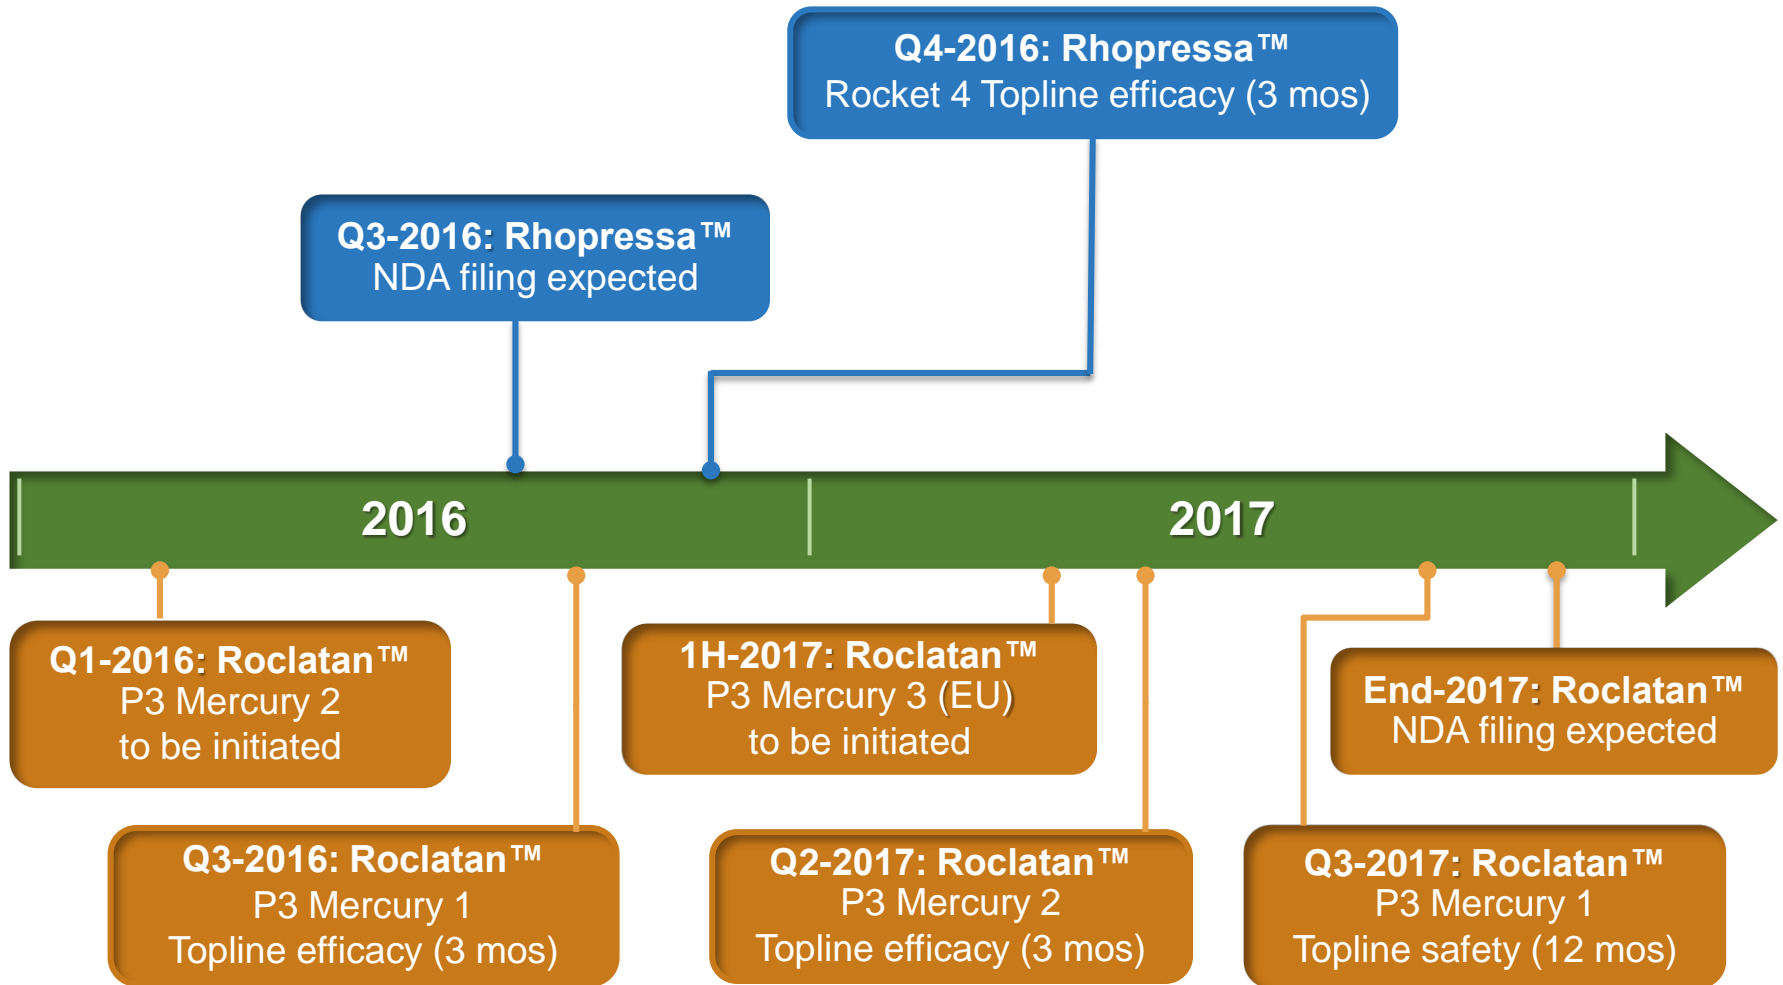 Q4-2016: Rhopressa™
Rocket 4 Topline efficacy (3 mos)
Q3-2016: Rhopressa™
NDA filing expected
2016
2017
Q1-2016: Roclatan™
P3 Mercury 2
to be initiated
1H-2017: Roclatan™
P3 Mercury 3 (EU)
to be initiated
End-2017: Roclatan™
NDA filing expected
Q3-2016: Roclatan™
P3 Mercury 1
Topline efficacy (3 mos)
Q2-2017: Roclatan™
P3 Mercury 2
Topline efficacy (3 mos)
Q3-2017: Roclatan™
P3 Mercury 1
Topline safety (12 mos)